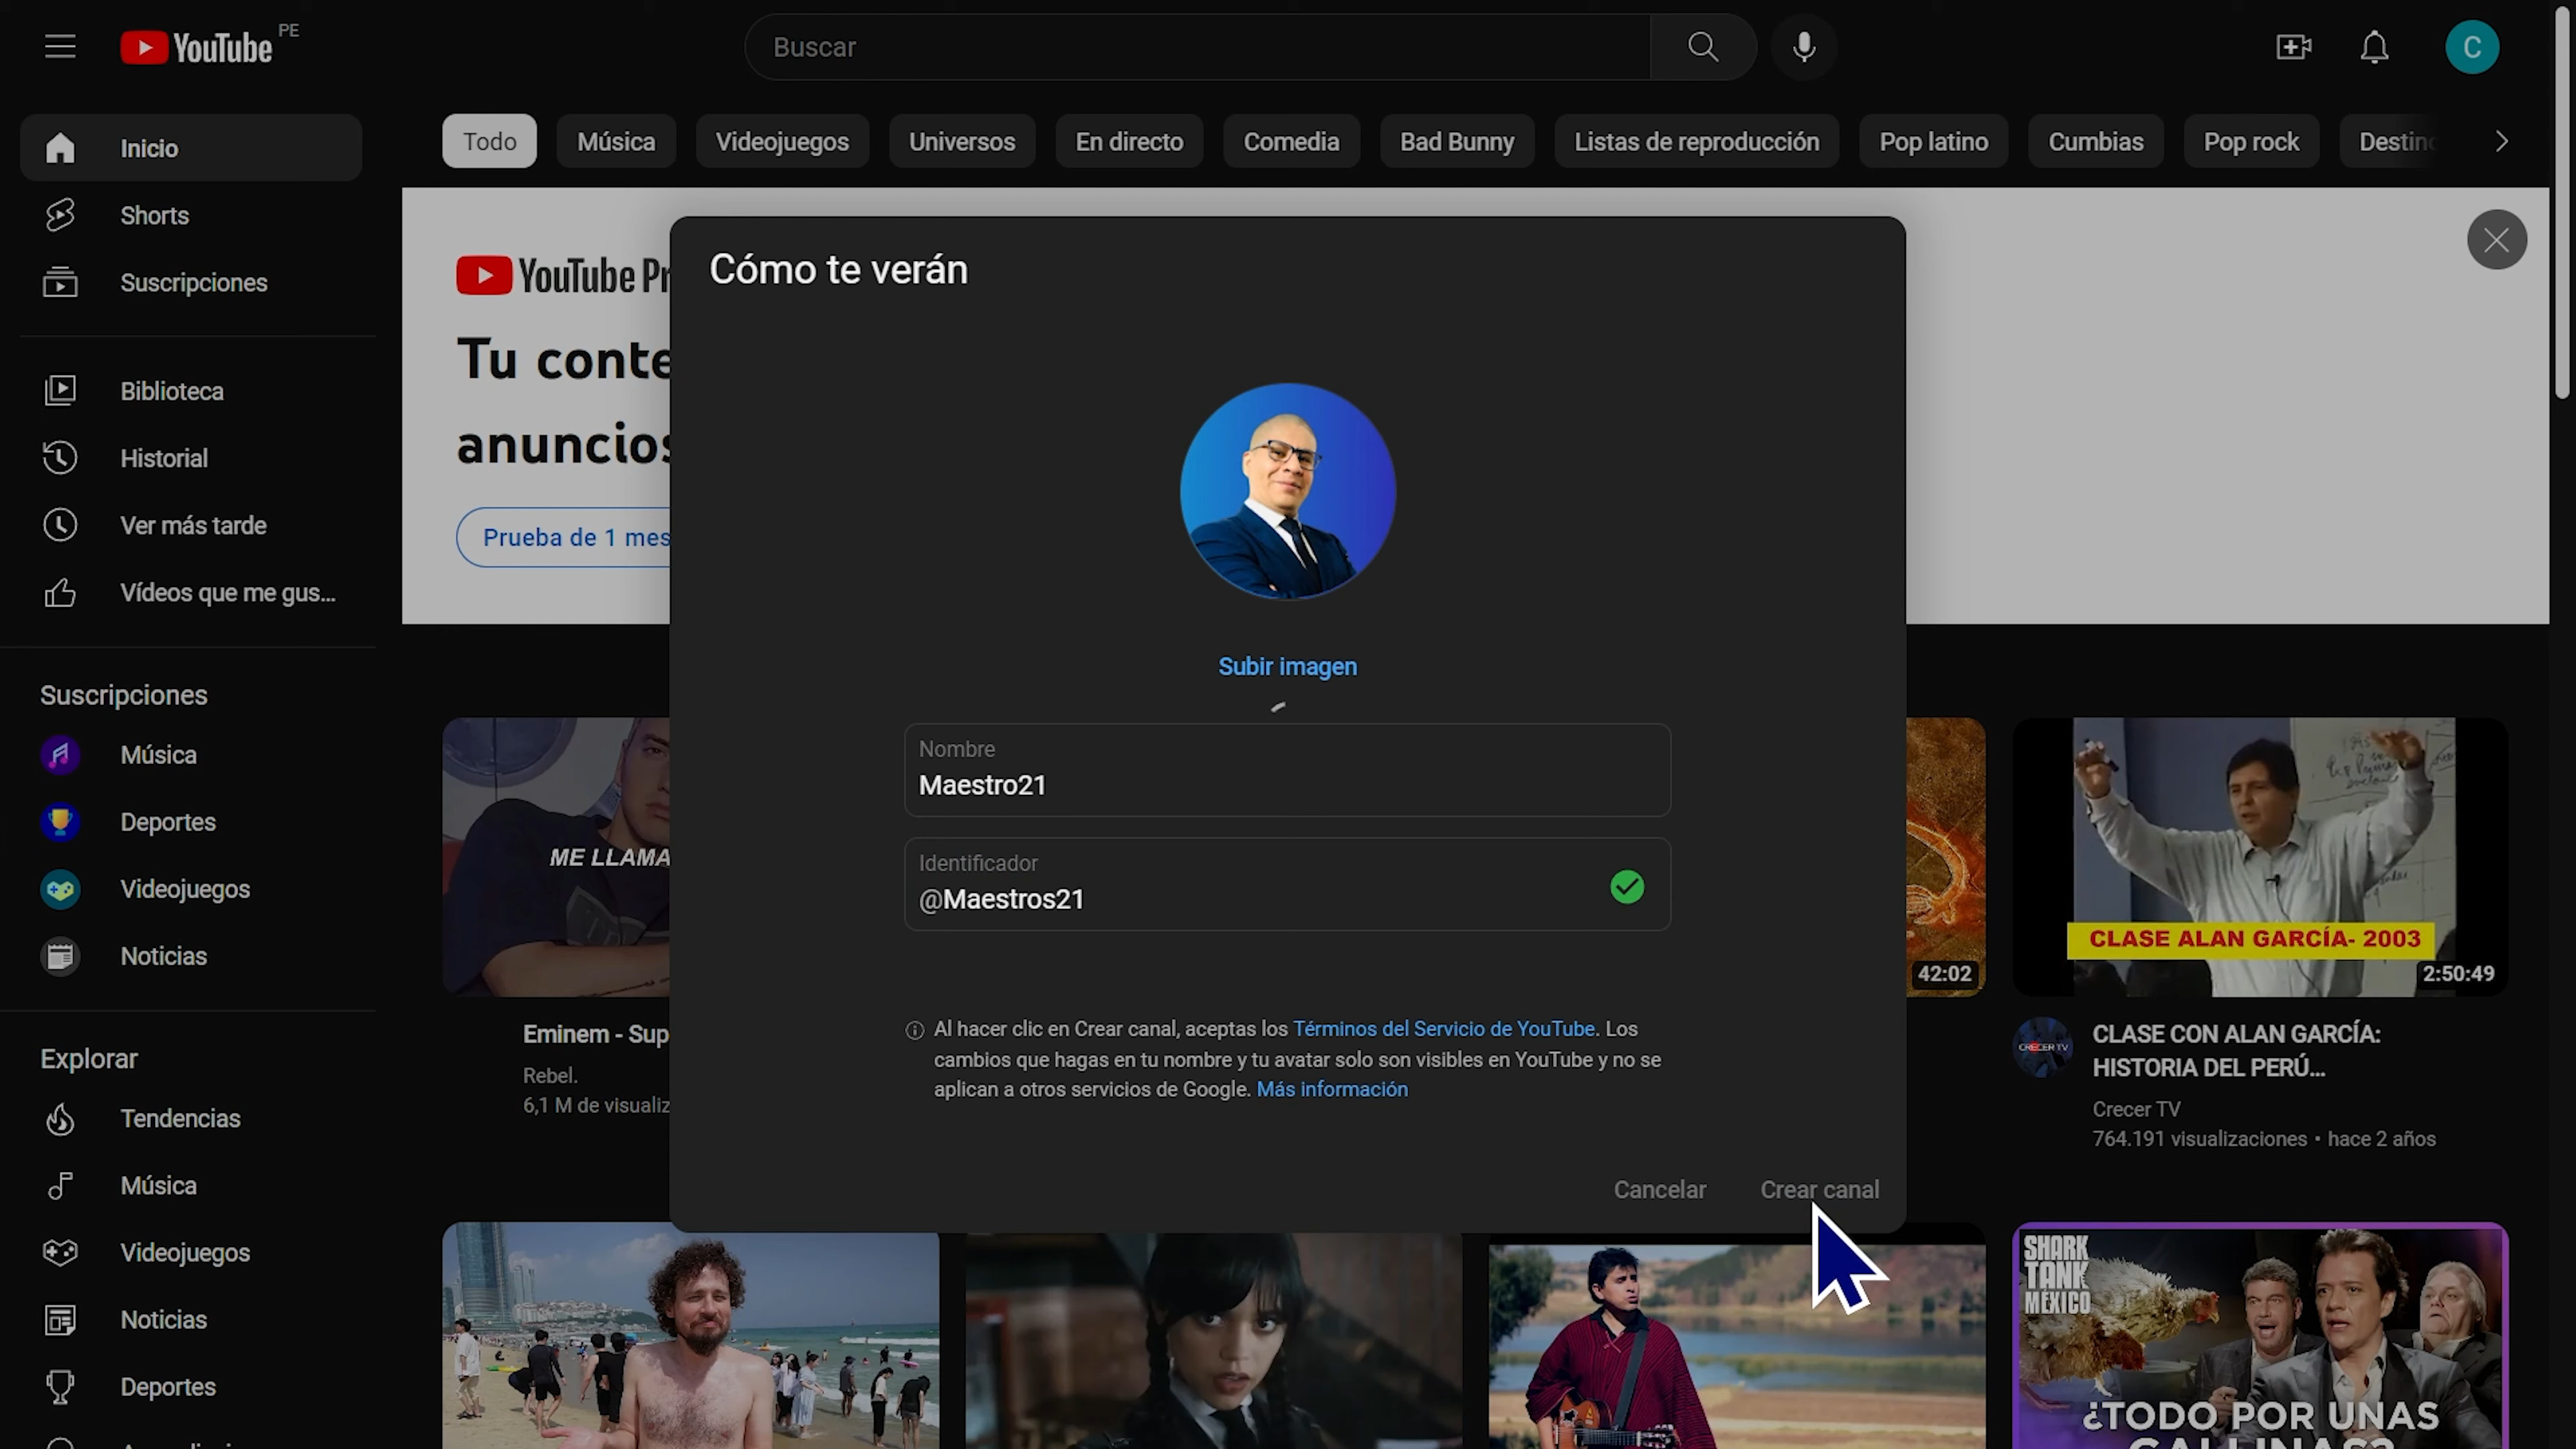 YouTube PE
Buscar
C
Inicio
Shorts
Suscripciones
Biblioteca
Historial
Ver más tarde
Vídeos que me gus...
Suscripciones
Música
Deportes
Videojuegos
Noticias
Explorar
Tendencias
Música
Videojuegos
Noticias
Deportes
Todo
Música
Videojuegos
Universos
En directo
Comedia
Bad Bunny
Listas de reproducción
Pop latino
Cumbias
Pop rock
Destino
YouTube Pr
Tu conte
anuncios
Prueba de 1 mes
Cómo te verán
Subir imagen
Nombre
Maestro21
Identificador
@Maestros21
Al hacer clic en Crear canal, aceptas los Términos del Servicio de YouTube. Los
cambios que hagas en tu nombre y tu avatar solo son visibles en YouTube y no se
aplican a otros servicios de Google. Más información
Cancelar
Crear canal
ME LLAMA
Eminem - Sup
Rebel.
6,1 M de visualiz
42:02
CLASE ALAN GARCÍA- 2003
2:50:49
CRECER TV
CLASE CON ALAN GARCÍA:
HISTORIA DEL PERÚ...
Crecer TV
764.191 visualizaciones • hace 2 años
SHARK
TANK
MÉXICO
¿TODO POR UNAS
GALLINAS?